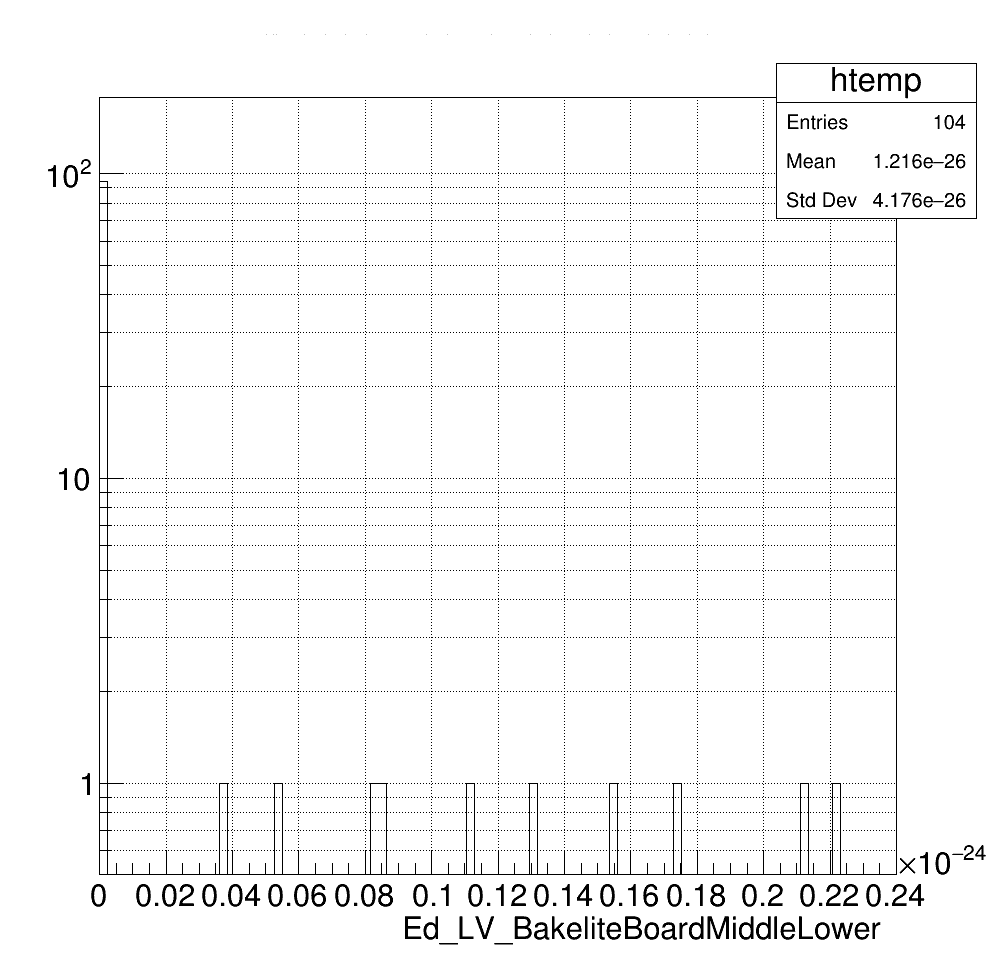 htemp
Entries 104
Mean 1.216e−26
Std Dev 4.176e−26
10²
10
1
0 0.02 0.04 0.06 0.08 0.1 0.12 0.14 0.16 0.18 0.2 0.22 0.24
×10⁻²⁴
Ed_LV_BakeliteBoardMiddleLower